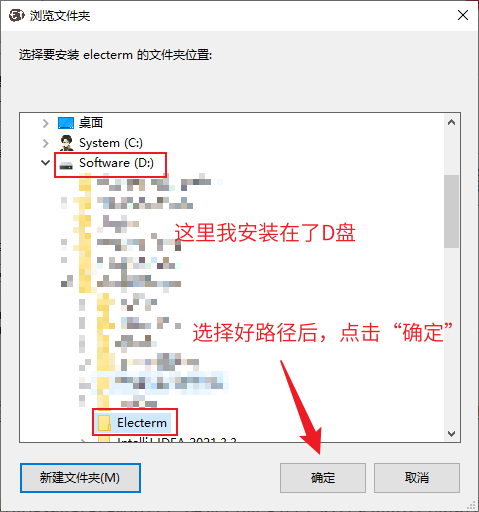 浏览文件夹
选择要安装 electerm 的文件夹位置:
桌面
System (C:)
Software (D:)
这里我安装在了D盘
选择好路径后，点击“确定”
Electerm
IntelliJ IDEA 2021.3.2
新建文件夹(M)
确定
取消